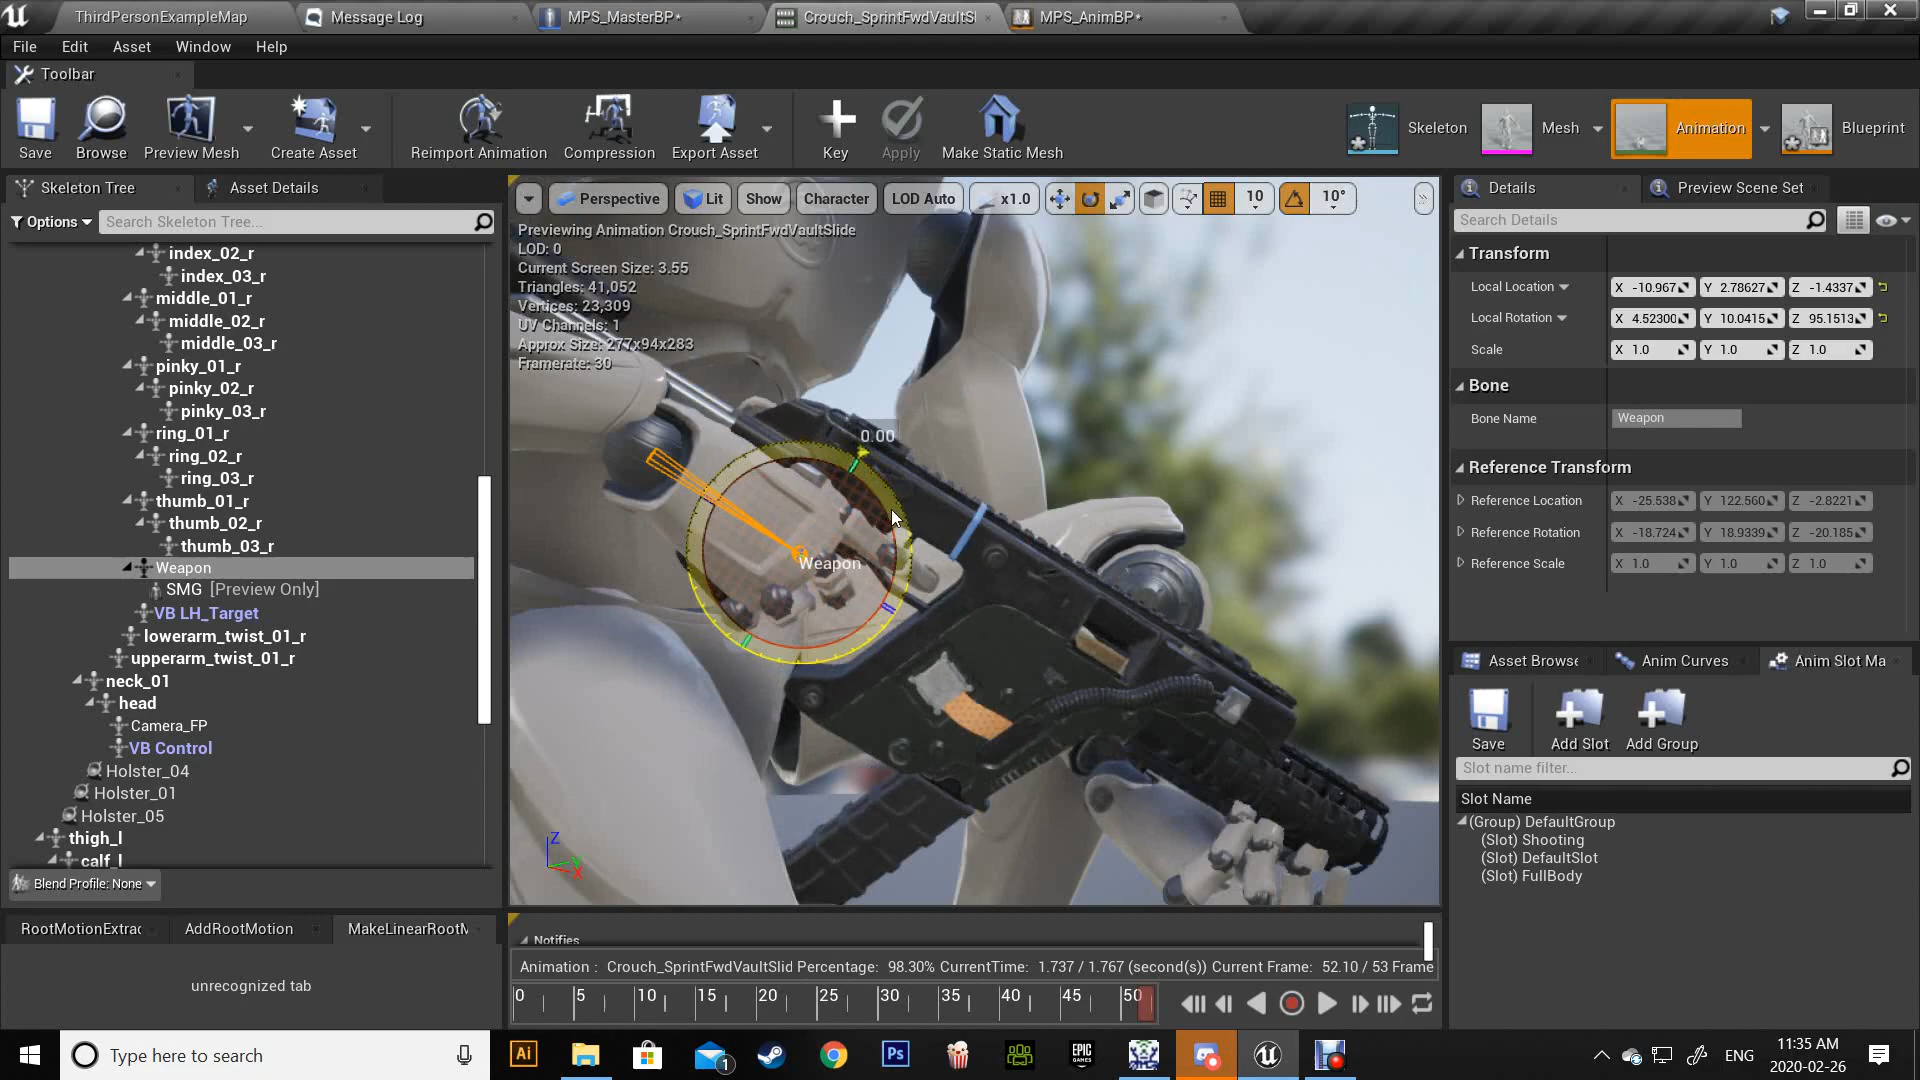 ThirdPersonExampleMap
Message Log
MPS_MasterBP*
Crouch_SprintFwdVaultSl
MPS_AnimBP*
File Edit Asset Window Help
Toolbar
Save
Browse
Preview Mesh
Create Asset
Reimport Animation
Compression
Export Asset
Key
Apply
Make Static Mesh
Skeleton
Mesh
Animation
Blueprint
Skeleton Tree
Asset Details
Options
Search Skeleton Tree...
index_02_r
index_03_r
middle_01_r
middle_02_r
middle_03_r
pinky_01_r
pinky_02_r
pinky_03_r
ring_01_r
ring_02_r
ring_03_r
thumb_01_r
thumb_02_r
thumb_03_r
Weapon
SMG [Preview Only]
VB LH_Target
lowerarm_twist_01_r
upperarm_twist_01_r
neck_01
head
Camera_FP
VB Control
Holster_04
Holster_01
Holster_05
thigh_l
calf_l
Blend Profile: None
RootMotionExtrac
AddRootMotion
MakeLinearRootM
unrecognized tab
Perspective
Lit
Show
Character
LOD Auto
x1.0
10
10°
Previewing Animation Crouch_SprintFwdVaultSlide
LOD: 0
Current Screen Size: 3.55
Triangles: 41,052
Vertices: 23,309
UV Channels: 1
Approx Size: 277x94x283
Framerate: 30
0.00
Weapon
Z
Y
X
Notifies
Animation : Crouch_SprintFwdVaultSlid Percentage: 98.30% CurrentTime: 1.737 / 1.767 (second(s)) Current Frame: 52.10 / 53 Frame
0 5 10 15 20 25 30 35 40 45 50
Details
Preview Scene Set
Search Details
Transform
Local Location X -10.967 Y 2.78627 Z -1.4337
Local Rotation X 4.52300 Y 10.0415 Z 95.1513
Scale X 1.0 Y 1.0 Z 1.0
Bone
Bone Name Weapon
Reference Transform
Reference Location X -25.538 Y 122.560 Z -2.8221
Reference Rotation X -18.724 Y 18.9339 Z -20.185
Reference Scale X 1.0 Y 1.0 Z 1.0
Asset Browse
Anim Curves
Anim Slot Ma
Save
Add Slot
Add Group
Slot name filter...
Slot Name
(Group) DefaultGroup
(Slot) Shooting
(Slot) DefaultSlot
(Slot) FullBody
Type here to search
Ai
1
Ps
EPIC GAMES
ENG
11:35 AM
2020-02-26